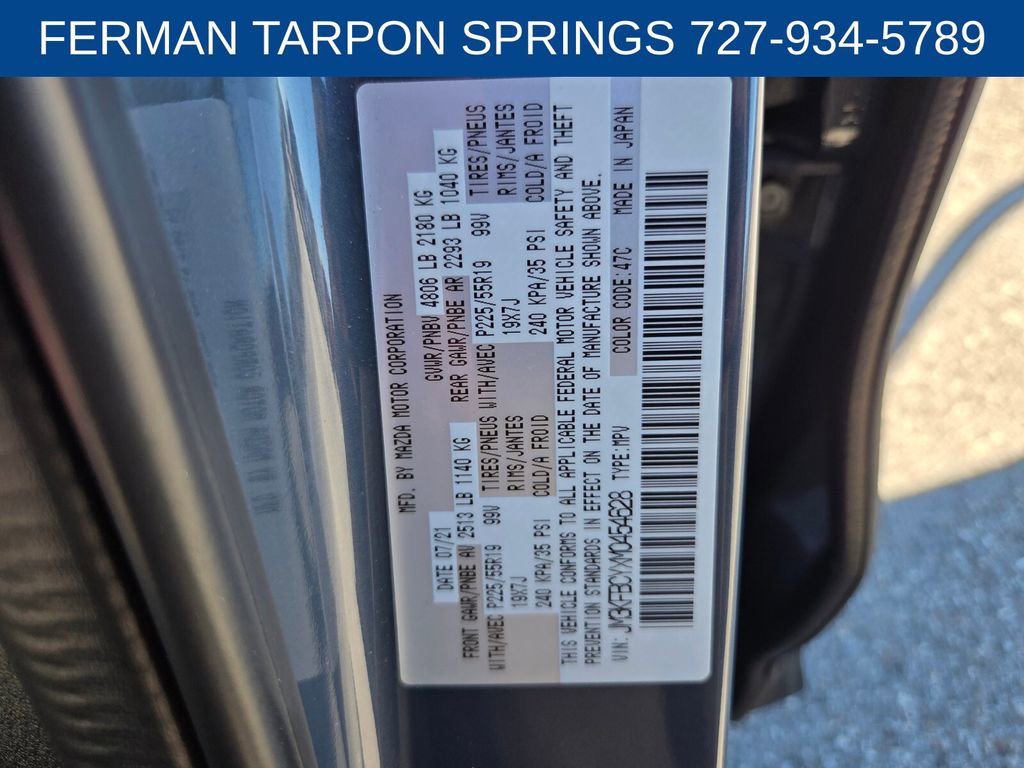 FERMAN TARPON SPRINGS 727-934-5789
MFD. BY MAZDA MOTOR CORPORATION
DATE 07/21 GVWR/PNBV 4806 LB 2180 KG
FRONT GAWR/PNBE AV 2513 LB 1140 KG REAR GAWR/PNBE AR 2293 LB 1040 KG
WITH/AVEC P225/55R19 99V TIRES/PNEUS WITH/AVEC P225/55R19 99V TIRES/PNEUS
19X7J RIMS/JANTES 19X7J RIMS/JANTES
240 KPA/35 PSI COLD/A FROID 240 KPA/35 PSI COLD/A FROID
THIS VEHICLE CONFORMS TO ALL APPLICABLE FEDERAL MOTOR VEHICLE SAFETY AND THEFT
PREVENTION STANDARDS IN EFFECT ON THE DATE OF MANUFACTURE SHOWN ABOVE.
VIN: JM3KFBCYXM0454628 TYPE:MPV COLOR CODE:47C MADE IN JAPAN